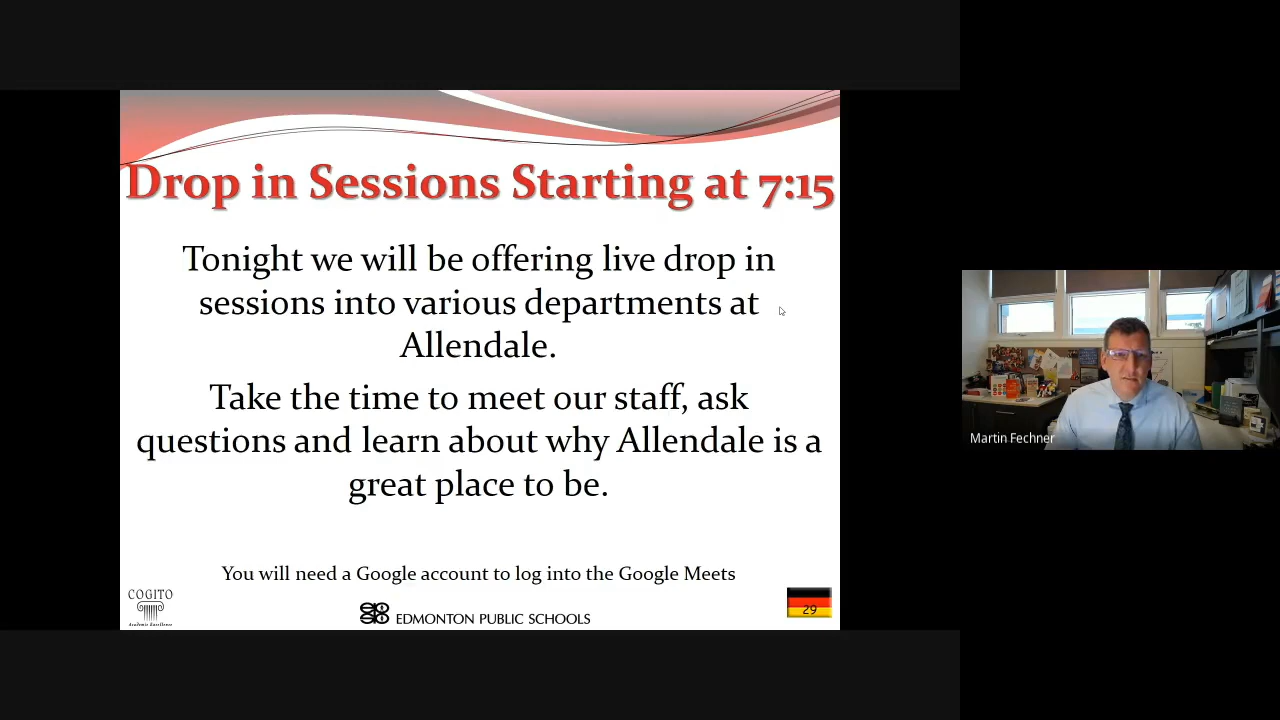 Drop in Sessions Starting at 7:15
Tonight we will be offering live drop in
sessions into various departments at
Allendale.
Take the time to meet our staff, ask
questions and learn about why Allendale is a
great place to be.
You will need a Google account to log into the Google Meets
COGITO
Academic Excellence
EDMONTON PUBLIC SCHOOLS
29
Martin Fechner